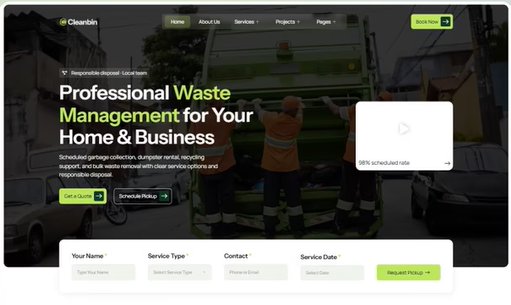 Cleanbin
Home About Us Services + Projects + Pages +
Book Now →
Responsible disposal · Local team
Professional Waste
Management for Your
Home & Business
Scheduled garbage collection, dumpster rental, recycling
support, and bulk waste removal with clear service options and
responsible disposal.
Get a Quote → Schedule Pickup →
98% scheduled rate →
Your Name * Service Type * Contact * Service Date *
Type Your Name Select Service Type Phone or Email Select Date Request Pickup →